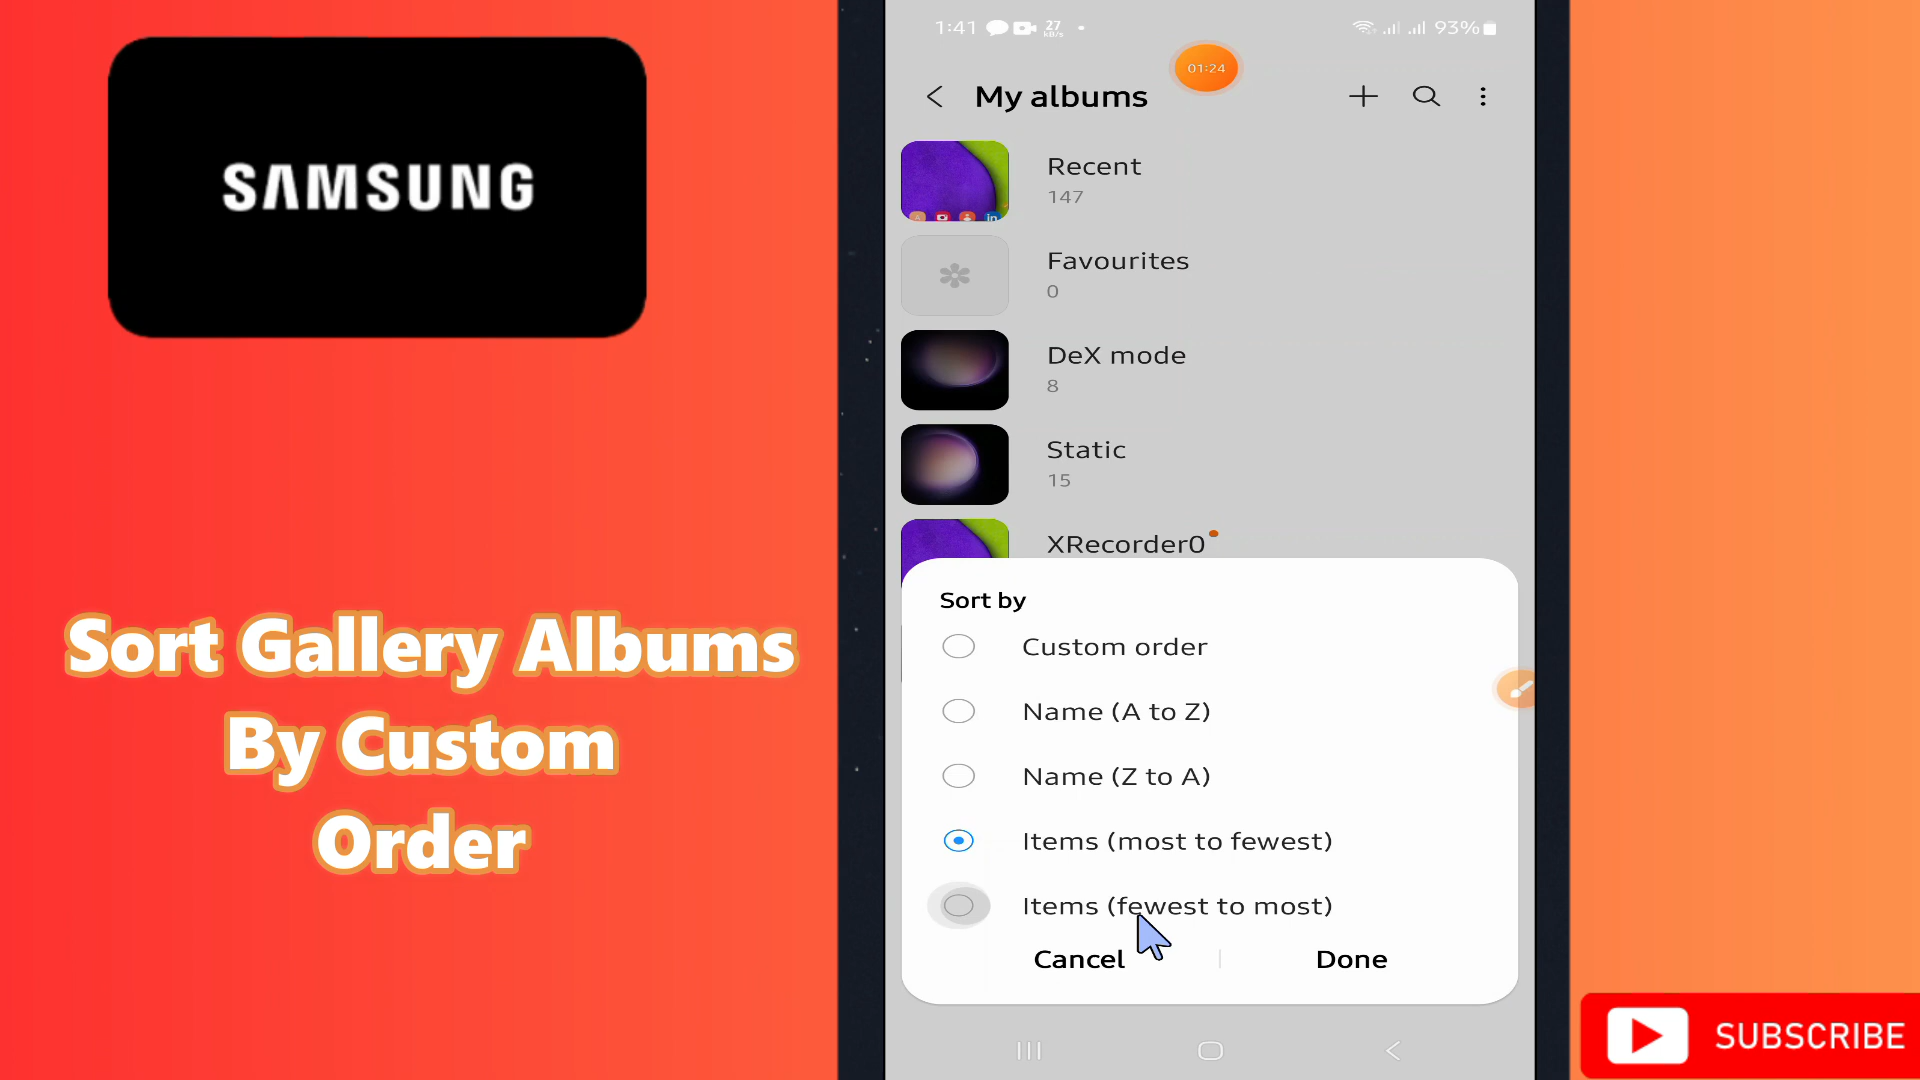 SAMSUNG
Sort Gallery Albums
By Custom
Order
1:41 27 KB/s 93%
01:24
My albums
Recent
147
Favourites
0
DeX mode
8
Static
15
XRecorder0
Sort by
Custom order
Name (A to Z)
Name (Z to A)
Items (most to fewest)
Items (fewest to most)
Cancel Done
SUBSCRIBE